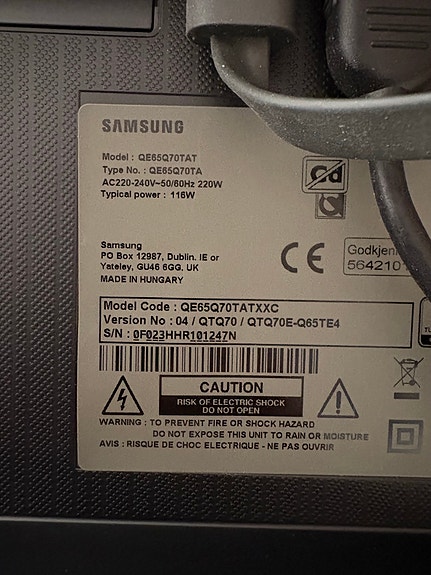 SAMSUNG
Model : QE65Q70TAT
Type No. : QE65Q70TA
AC220-240V~50/60Hz 220W
Typical power : 116W
Cd
Samsung
PO Box 12987, Dublin. IE or
Yateley, GU46 6GG. UK
MADE IN HUNGARY
CE
564210
Model Code : QE65Q70TATXXC
Version No : 04 / QTQ70 / QTQ70E-Q65TE4
S/N : 0F023HHR101247N
CAUTION
RISK OF ELECTRIC SHOCK
DO NOT OPEN
WARNING : TO PREVENT FIRE OR SHOCK HAZARD
DO NOT EXPOSE THIS UNIT TO RAIN OR MOISTURE
AVIS : RISQUE DE CHOC ELECTRIQUE - NE PAS OUVRIR